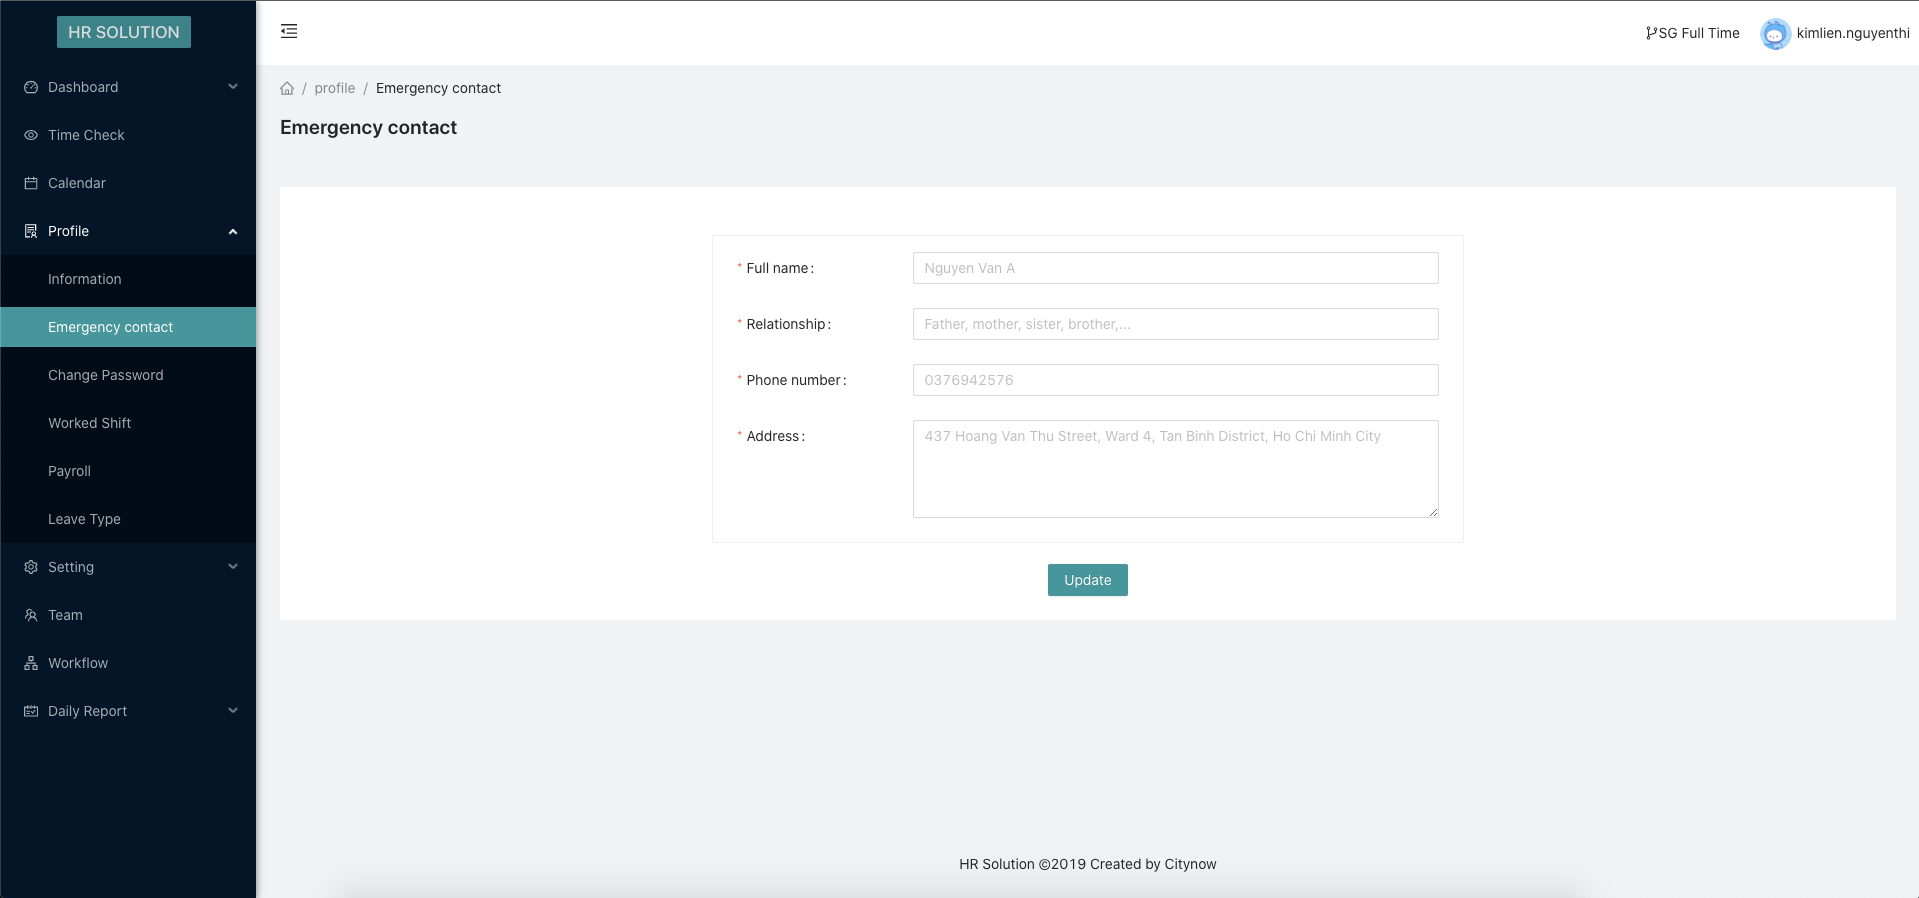 HR SOLUTION
SG Full Time
kimlien.nguyenthi
Dashboard
Time Check
Calendar
Profile
Information
Emergency contact
Change Password
Worked Shift
Payroll
Leave Type
Setting
Team
Workflow
Daily Report
/ profile / Emergency contact
Emergency contact
* Full name:
Nguyen Van A
* Relationship:
Father, mother, sister, brother,...
* Phone number:
0376942576
* Address:
437 Hoang Van Thu Street, Ward 4, Tan Binh District, Ho Chi Minh City
Update
HR Solution ©2019 Created by Citynow